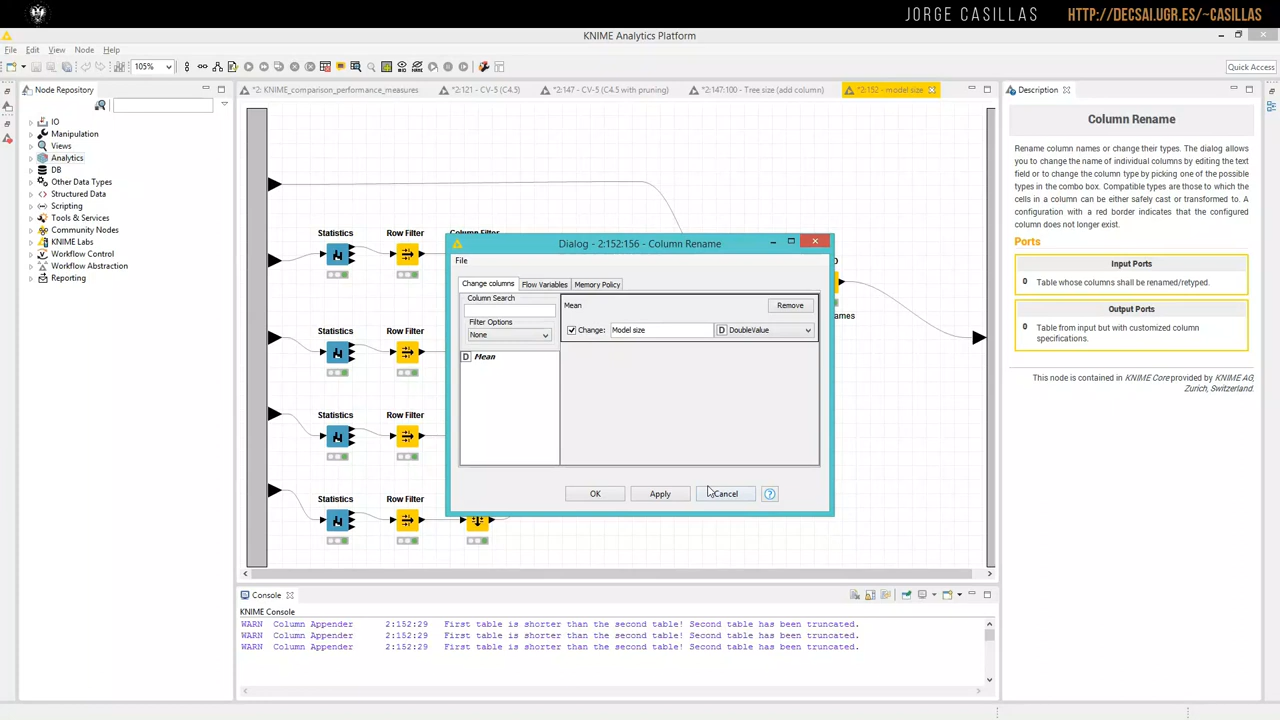 JORGE CASILLAS HTTP://DECSAI.UGR.ES/~CASILLAS
KNIME Analytics Platform
File Edit View Node Help
105%
Quick Access
Node Repository
*2: KNIME_comparison_performance_measures
*2:121 - CV-5 (C4.5)
*2:147 - CV-5 (C4.5 with pruning)
*2:147:100 - Tree size (add column)
*2:152 - model size
Description
IO
Manipulation
Views
Analytics
DB
Other Data Types
Structured Data
Scripting
Tools & Services
Community Nodes
KNIME Labs
Workflow Control
Workflow Abstraction
Reporting
Statistics Row Filter Column Filter
Statistics Row Filter
Statistics Row Filter
Statistics Row Filter
Dialog - 2:152:156 - Column Rename
File
Change columns Flow Variables Memory Policy
Column Search
Filter Options
None
D Mean
Mean
Remove
Change: Model size D DoubleValue
OK Apply Cancel ?
Column Rename
Rename column names or change their types. The dialog allows
you to change the name of individual columns by editing the text
field or to change the column type by picking one of the possible
types in the combo box. Compatible types are those to which the
cells in a column can be either safely cast or transformed to. A
configuration with a red border indicates that the configured
column does not longer exist.
Ports
Input Ports
0 Table whose columns shall be renamed/retyped.
Output Ports
0 Table from input but with customized column
specifications.
This node is contained in KNIME Core provided by KNIME AG,
Zurich, Switzerland.
Console
KNIME Console
WARN Column Appender 2:152:29 First table is shorter than the second table! Second table has been truncated.
WARN Column Appender 2:152:29 First table is shorter than the second table! Second table has been truncated.
WARN Column Appender 2:152:29 First table is shorter than the second table! Second table has been truncated.